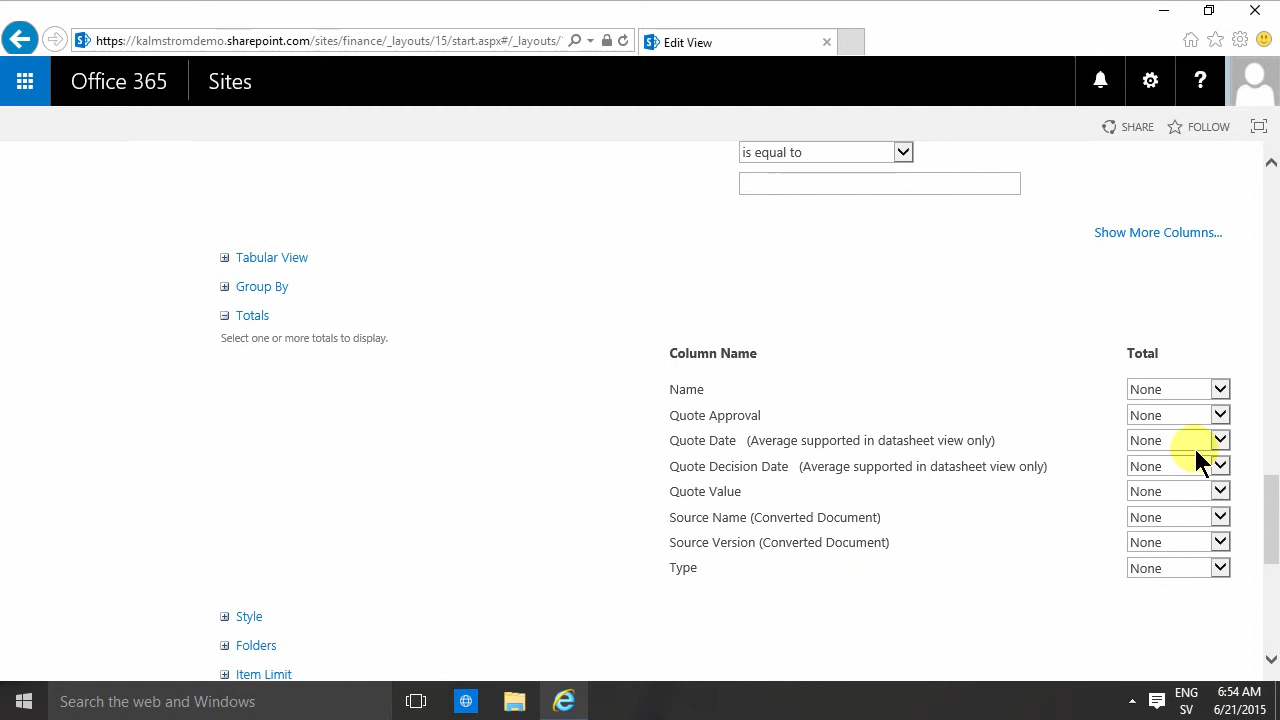 https://kalmstromdemo.sharepoint.com/sites/finance/_layouts/15/start.aspx#/_layouts/
Edit View
Office 365
Sites
SHARE
FOLLOW
is equal to
Show More Columns...
Tabular View
Group By
Totals
Select one or more totals to display.
Column Name Total
Name None
Quote Approval None
Quote Date (Average supported in datasheet view only) None
Quote Decision Date (Average supported in datasheet view only) None
Quote Value None
Source Name (Converted Document) None
Source Version (Converted Document) None
Type None
Style
Folders
Item Limit
Search the web and Windows
ENG 6:54 AM
SV 6/21/2015